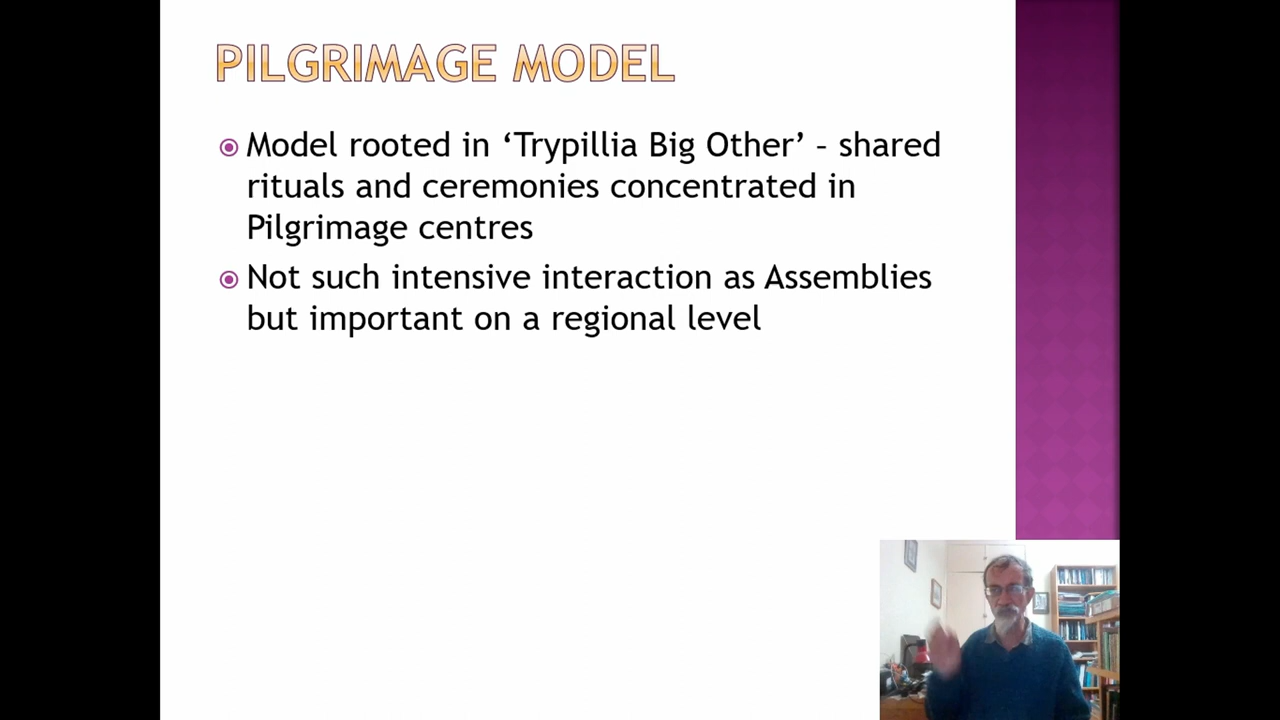 PILGRIMAGE MODEL
Model rooted in ‘Trypillia Big Other’ – shared
rituals and ceremonies concentrated in
Pilgrimage centres
Not such intensive interaction as Assemblies
but important on a regional level